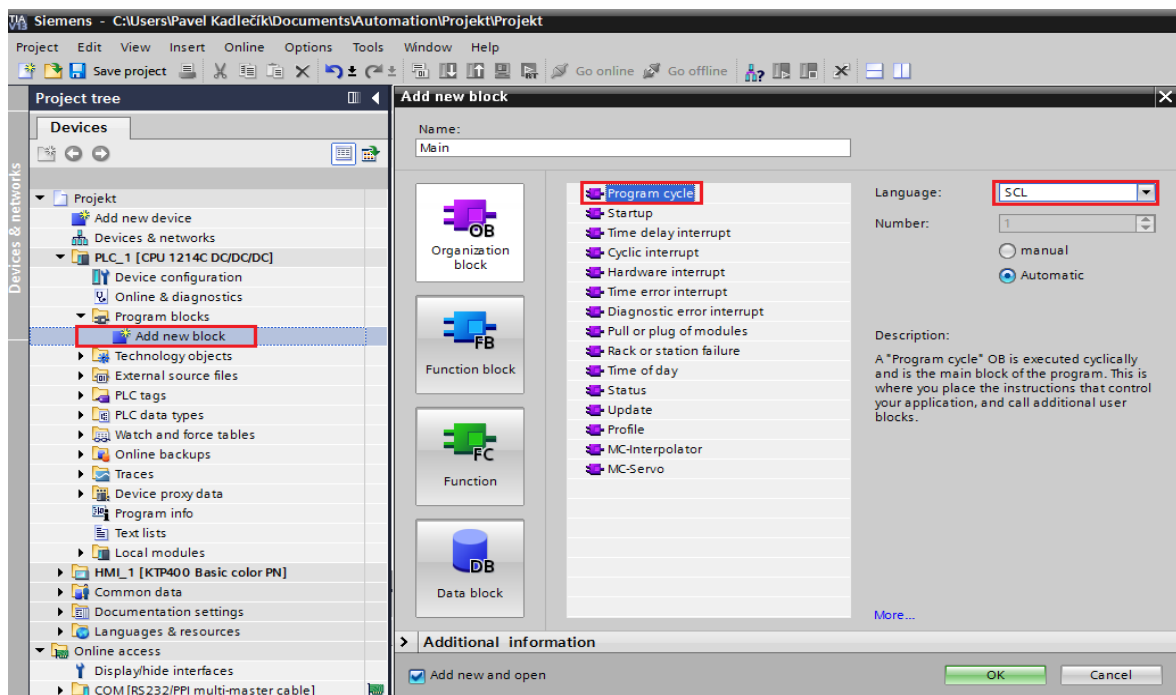 TIA V13 Siemens - C:\Users\Pavel Kadlečík\Documents\Automation\Projekt\Projekt
Project Edit View Insert Online Options Tools Window Help
Save project Go online Go offline
Project tree
Devices
Devices & networks
Projekt
Add new device
Devices & networks
PLC_1 [CPU 1214C DC/DC/DC]
Device configuration
Online & diagnostics
Program blocks
Add new block
Technology objects
External source files
PLC tags
PLC data types
Watch and force tables
Online backups
Traces
Device proxy data
Program info
Text lists
Local modules
HMI_1 [KTP400 Basic color PN]
Common data
Documentation settings
Languages & resources
Online access
Display/hide interfaces
COM [RS232/PPI multi-master cable]
Add new block
Name:
Main
OB
Organization
block
FB
Function block
FC
Function
DB
Data block
Program cycle
Startup
Time delay interrupt
Cyclic interrupt
Hardware interrupt
Time error interrupt
Diagnostic error interrupt
Pull or plug of modules
Rack or station failure
Time of day
Status
Update
Profile
MC-Interpolator
MC-Servo
Language: SCL
Number: 1
manual
Automatic
Description:
A "Program cycle" OB is executed cyclically
and is the main block of the program. This is
where you place the instructions that control
your application, and call additional user
blocks.
More...
Additional information
Add new and open
OK Cancel